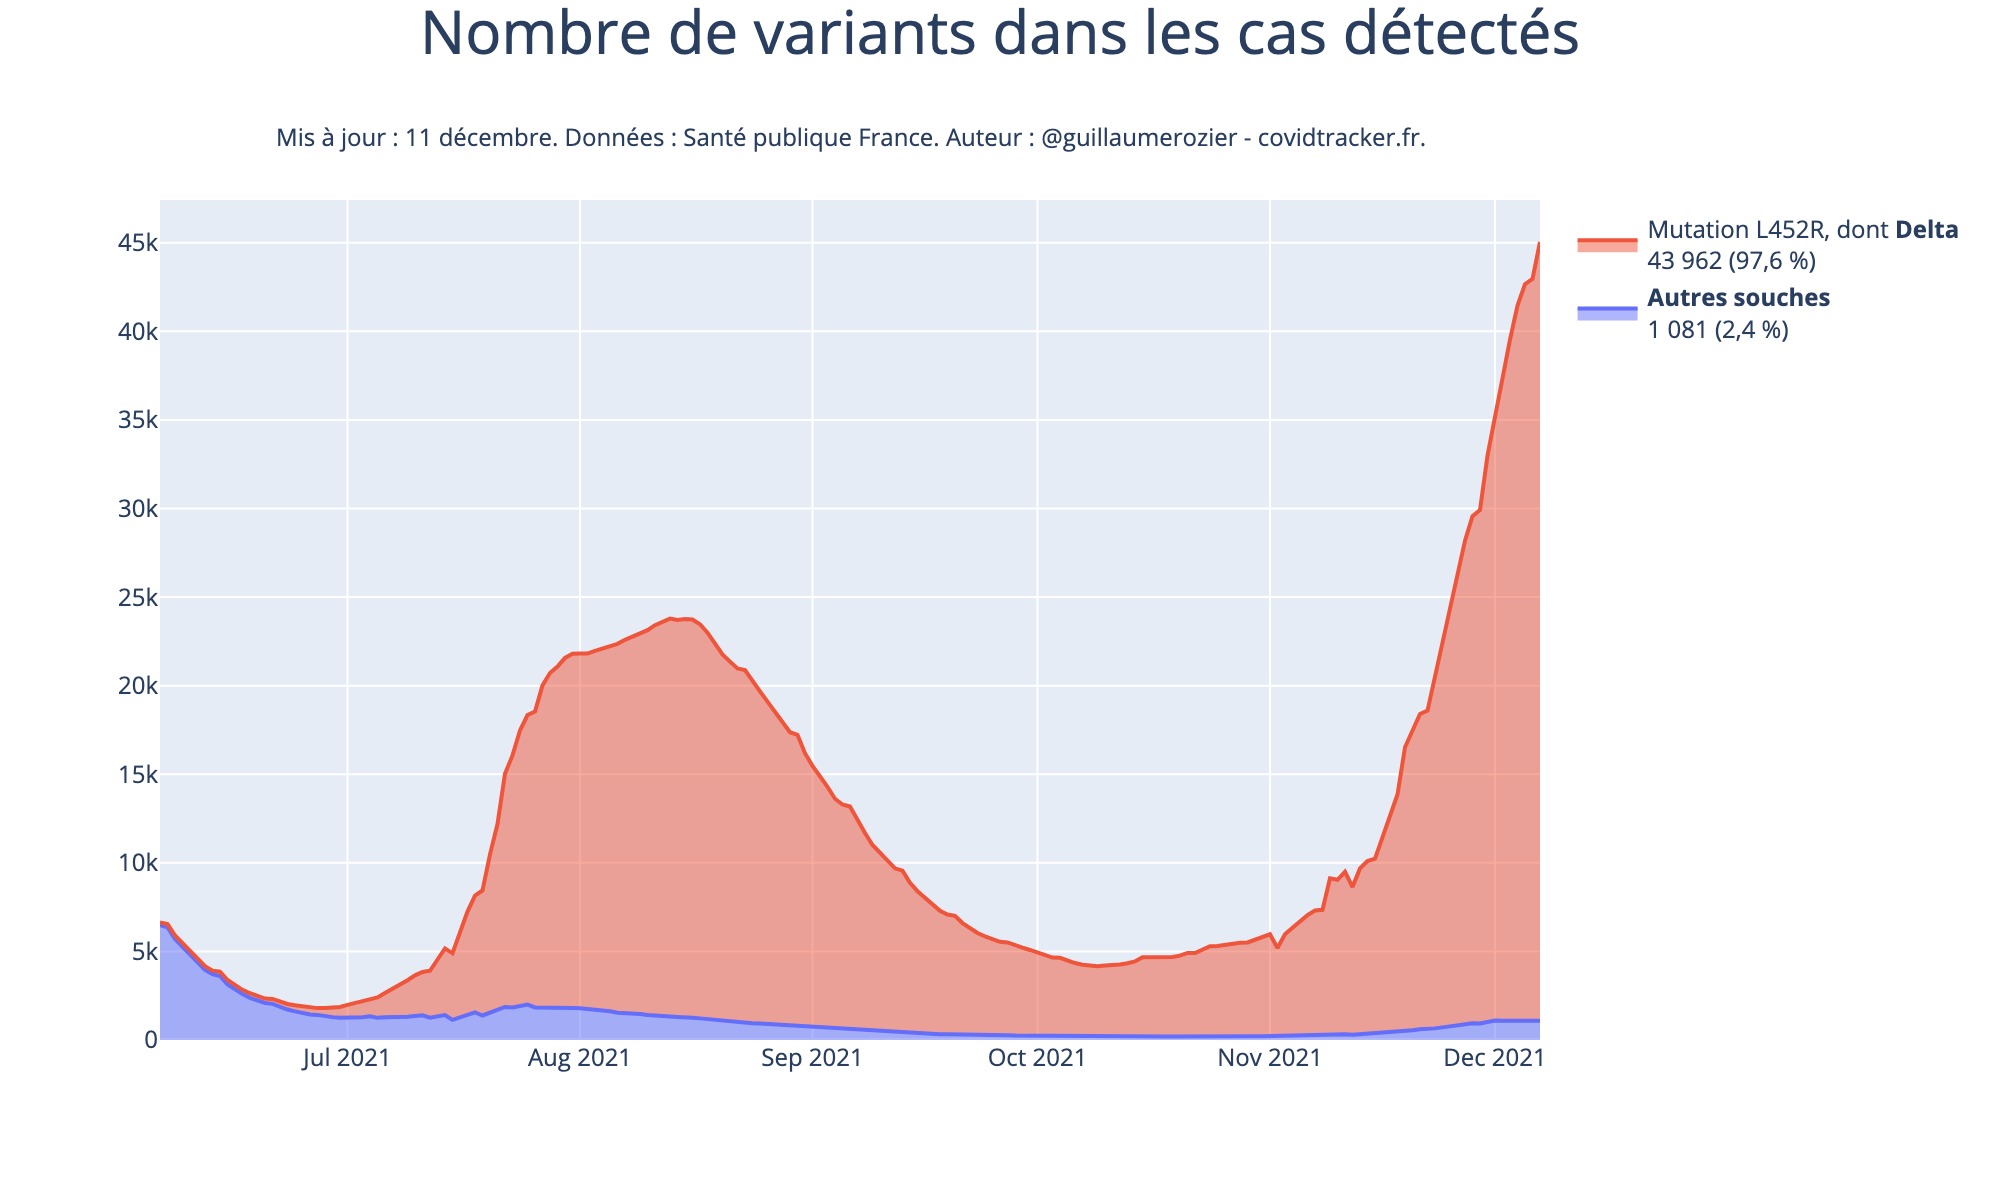 Nombre de variants dans les cas détectés
Mis à jour : 11 décembre. Données : Santé publique France. Auteur : @guillaumerozier - covidtracker.fr.
Mutation L452R, dont Delta
43 962 (97,6 %)
Autres souches
1 081 (2,4 %)
45k
40k
35k
30k
25k
20k
15k
10k
5k
0
Jul 2021
Aug 2021
Sep 2021
Oct 2021
Nov 2021
Dec 2021